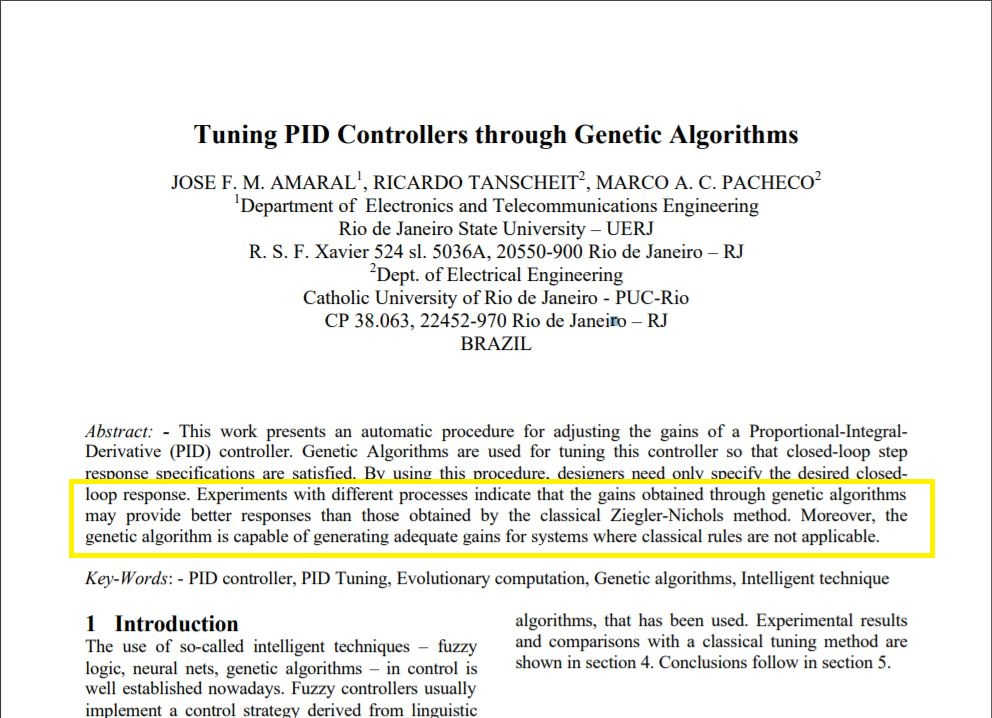 Tuning PID Controllers through Genetic Algorithms
JOSE F. M. AMARAL1, RICARDO TANSCHEIT2, MARCO A. C. PACHECO2
1Department of Electronics and Telecommunications Engineering
Rio de Janeiro State University – UERJ
R. S. F. Xavier 524 sl. 5036A, 20550-900 Rio de Janeiro – RJ
2Dept. of Electrical Engineering
Catholic University of Rio de Janeiro - PUC-Rio
CP 38.063, 22452-970 Rio de Janeiro – RJ
BRAZIL
Abstract: - This work presents an automatic procedure for adjusting the gains of a Proportional-Integral-
Derivative (PID) controller. Genetic Algorithms are used for tuning this controller so that closed-loop step
response specifications are satisfied. By using this procedure, designers need only specify the desired closed-
loop response. Experiments with different processes indicate that the gains obtained through genetic algorithms
may provide better responses than those obtained by the classical Ziegler-Nichols method. Moreover, the
genetic algorithm is capable of generating adequate gains for systems where classical rules are not applicable.
Key-Words: - PID controller, PID Tuning, Evolutionary computation, Genetic algorithms, Intelligent technique
1 Introduction
The use of so-called intelligent techniques – fuzzy
logic, neural nets, genetic algorithms – in control is
well established nowadays. Fuzzy controllers usually
implement a control strategy derived from linguistic
algorithms, that has been used. Experimental results
and comparisons with a classical tuning method are
shown in section 4. Conclusions follow in section 5.